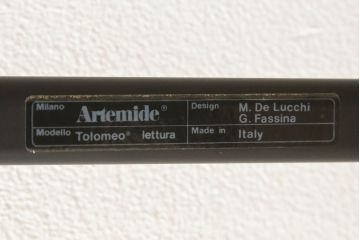 Milano Artemide® Design M. De Lucchi
G. Fassina
Modello Tolomeo® lettura Made in Italy